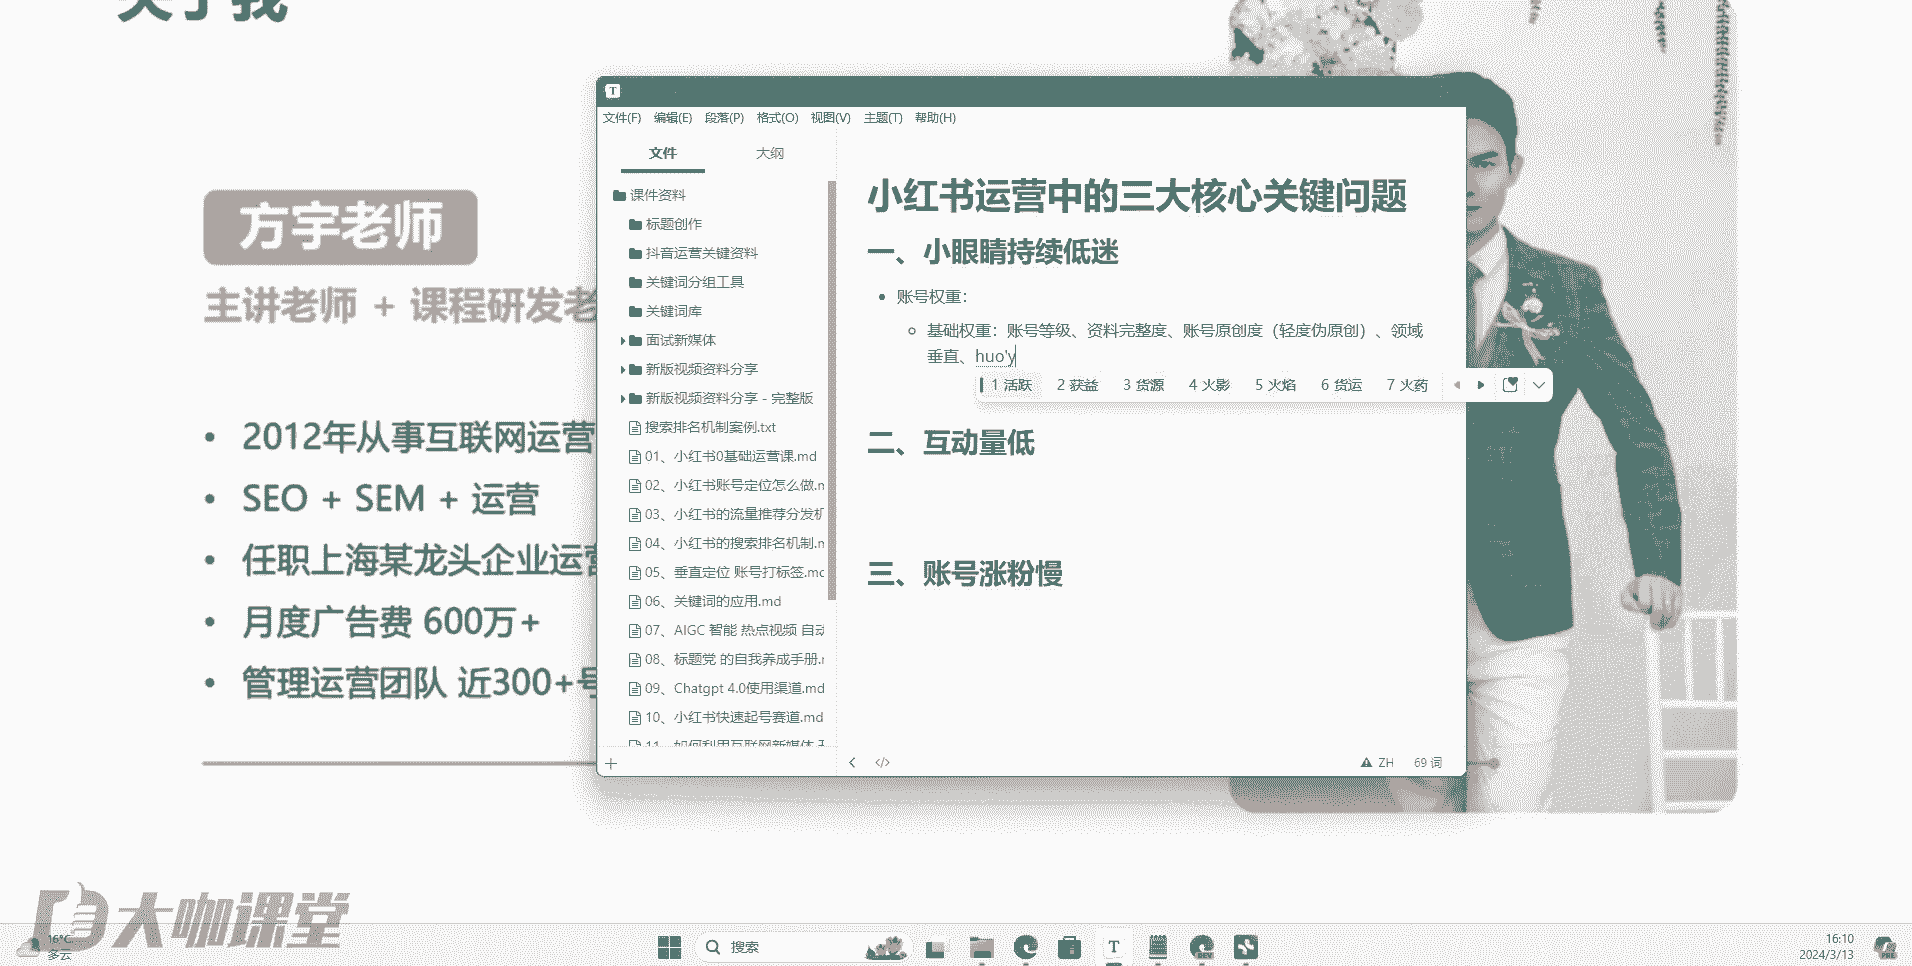 关于我
方宇老师
主讲老师 + 课程研发老
• 2012年从事互联网运营
• SEO + SEM + 运营
• 任职上海某龙头企业运营
• 月度广告费 600万+
• 管理运营团队 近300+号
T
文件(F) 编辑(E) 段落(P) 格式(O) 视图(V) 主题(T) 帮助(H)
文件 大纲
课件资料
标题创作
抖音运营关键资料
关键词分组工具
关键词库
面试新媒体
新版视频资料分享
新版视频资料分享 - 完整版
搜索排名机制案例.txt
01、小红书0基础运营课.md
02、小红书账号定位怎么做.m
03、小红书的流量推荐分发机
04、小红书的搜索排名机制.m
05、垂直定位 账号打标签.mc
06、关键词的应用.md
07、AIGC 智能 热点视频 自动
08、标题党 的自我养成手册.m
09、Chatgpt 4.0使用渠道.md
10、小红书快速起号赛道.md
11、如何利用互联网新媒体
小红书运营中的三大核心关键问题
一、小眼睛持续低迷
• 账号权重：
基础权重：账号等级、资料完整度、账号原创度（轻度伪原创）、领域
垂直、huo'y
1 活跃 2 获益 3 货源 4 火影 5 火焰 6 货运 7 火药
二、互动量低
三、账号涨粉慢
</> ZH 69 词
大咖课堂
16°C
多云
搜索
T
DEV
16:10
2024/3/13
PRE